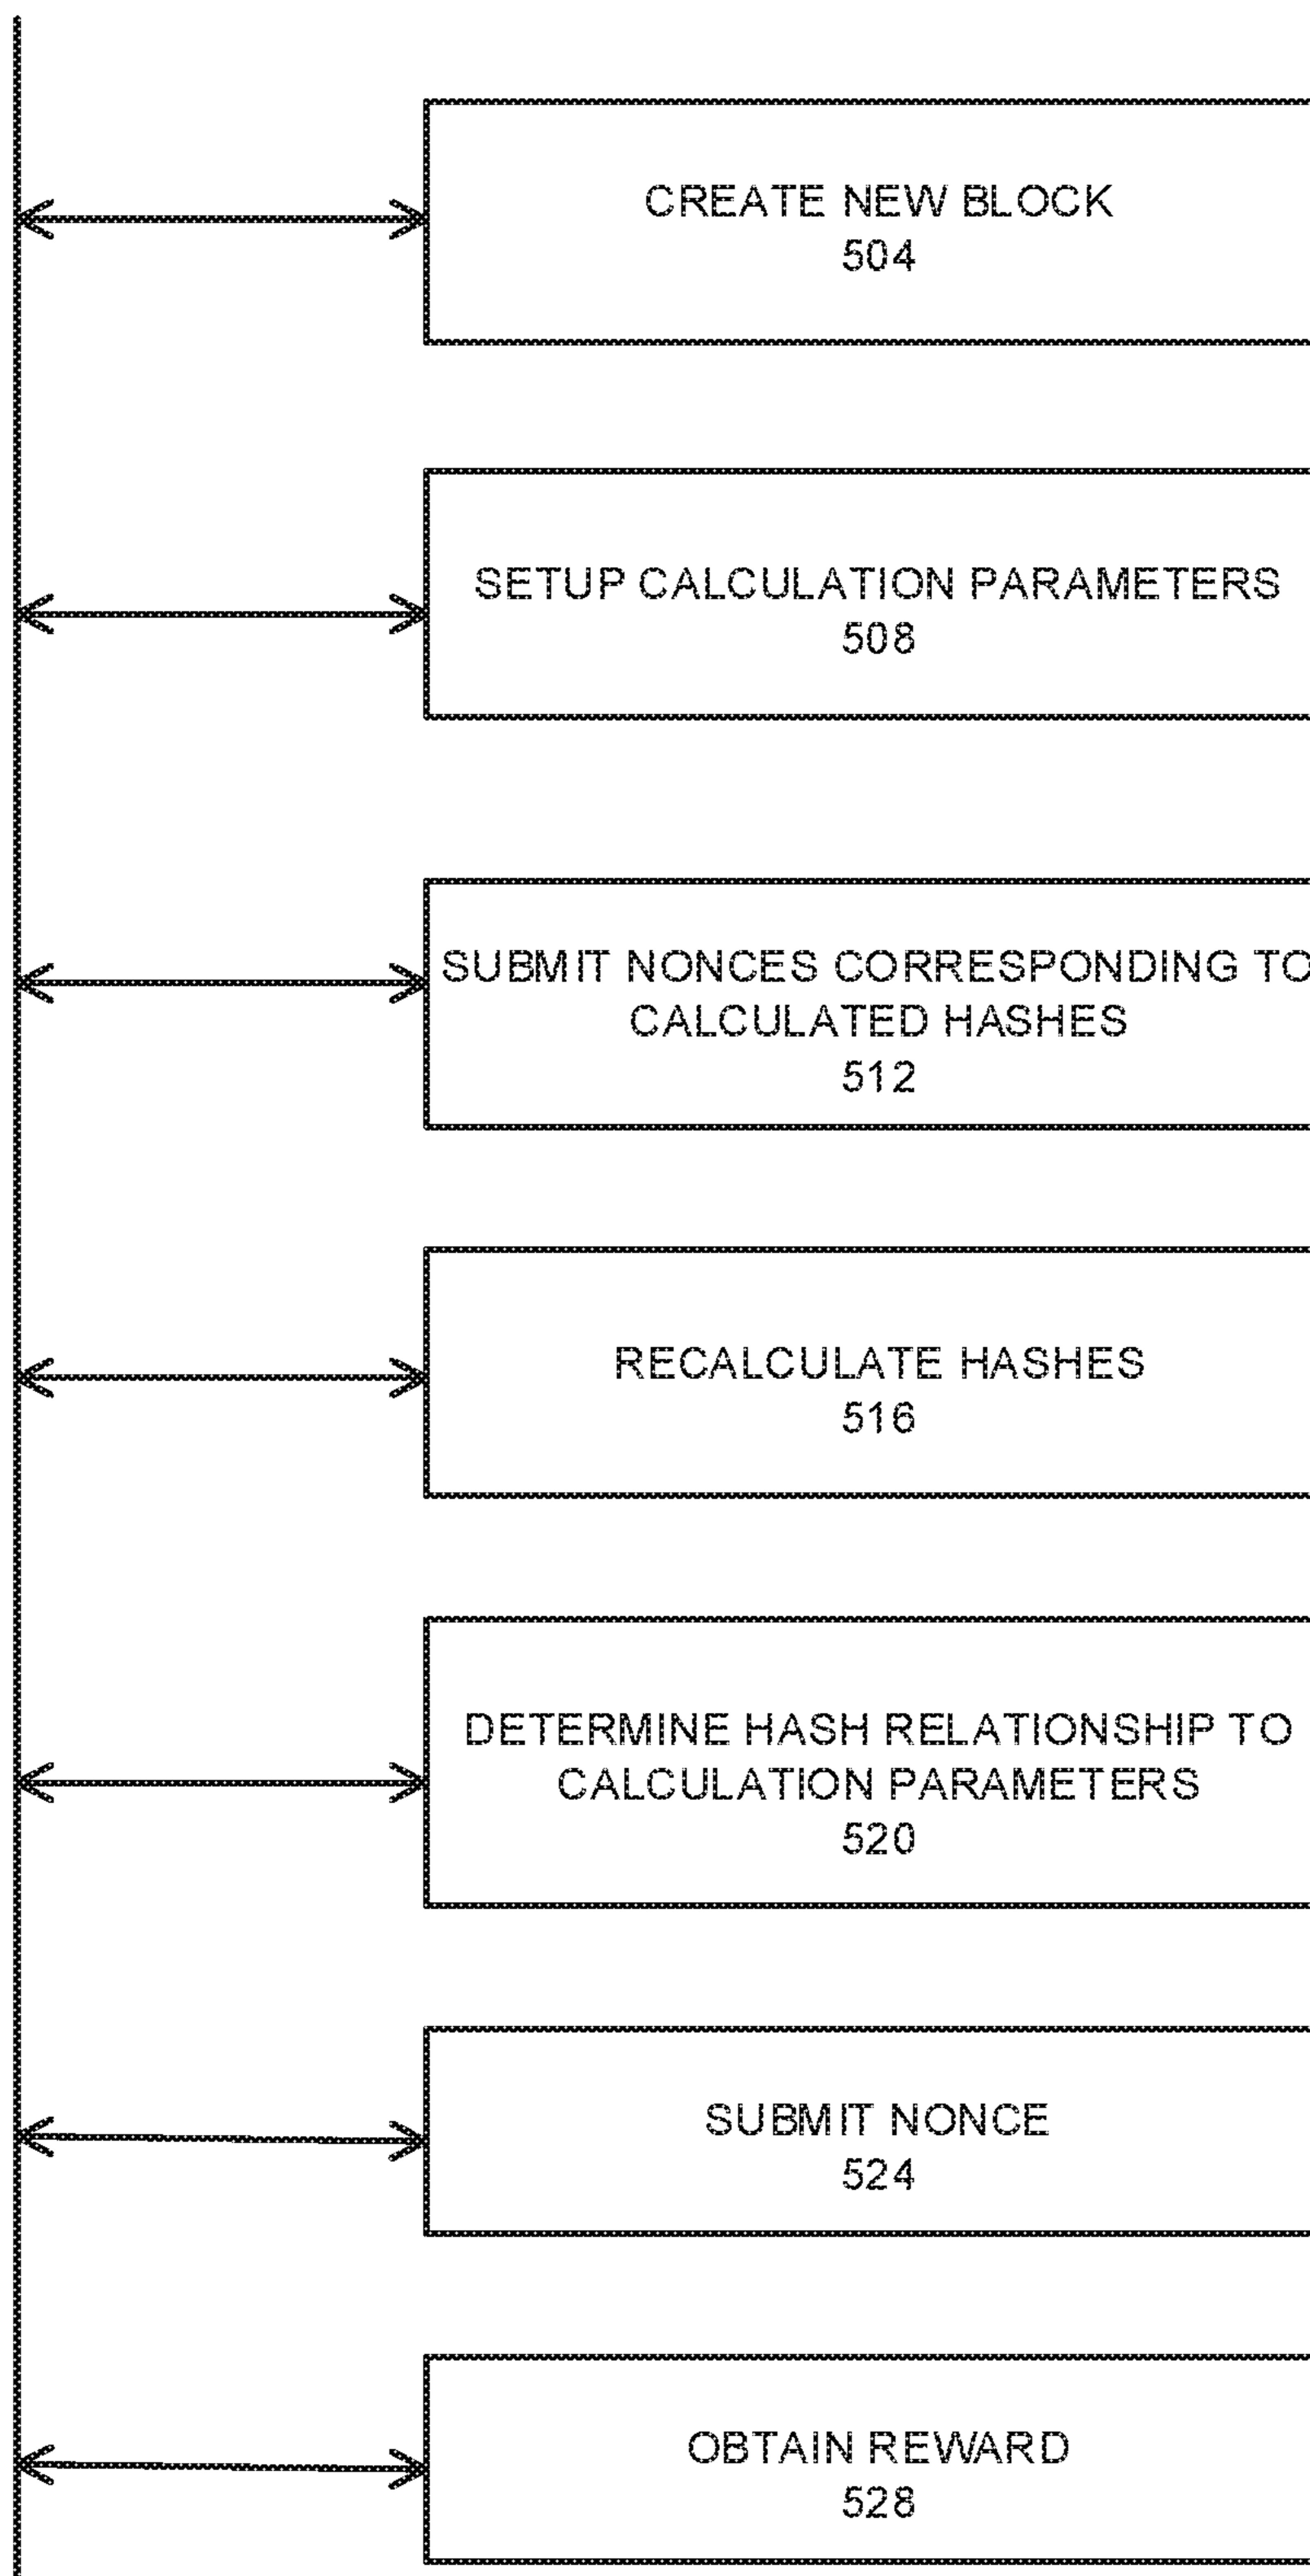 CREATE NEW BLOCK
504
SETUP CALCULATION PARAMETERS
508
SUBMIT NONCES CORRESPONDING TO
CALCULATED HASHES
512
RECALCULATE HASHES
516
DETERMINE HASH RELATIONSHIP TO
CALCULATION PARAMETERS
520
SUBMIT NONCE
524
OBTAIN REWARD
528